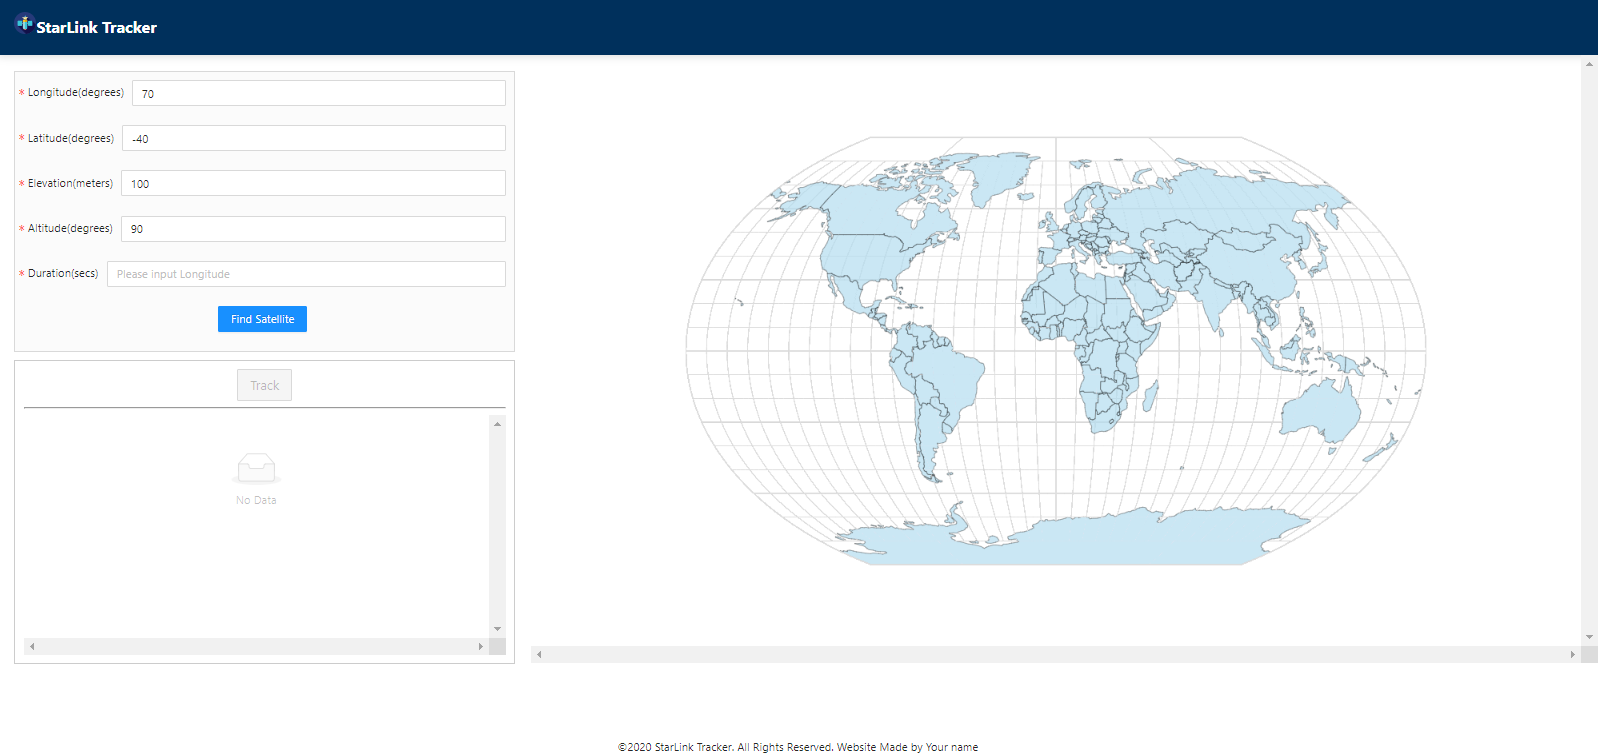 StarLink Tracker
* Longitude(degrees) 70
* Latitude(degrees) -40
* Elevation(meters) 100
* Altitude(degrees) 90
* Duration(secs) Please input Longitude
Find Satellite
Track
No Data
©2020 StarLink Tracker. All Rights Reserved. Website Made by Your name